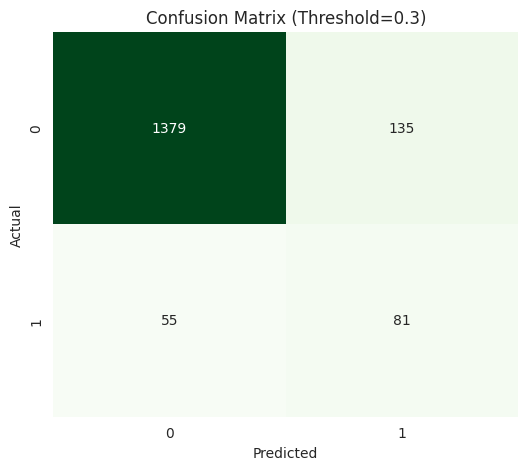 Confusion Matrix (Threshold=0.3)
Actual
0
1379
135
1
55
81
0
1
Predicted